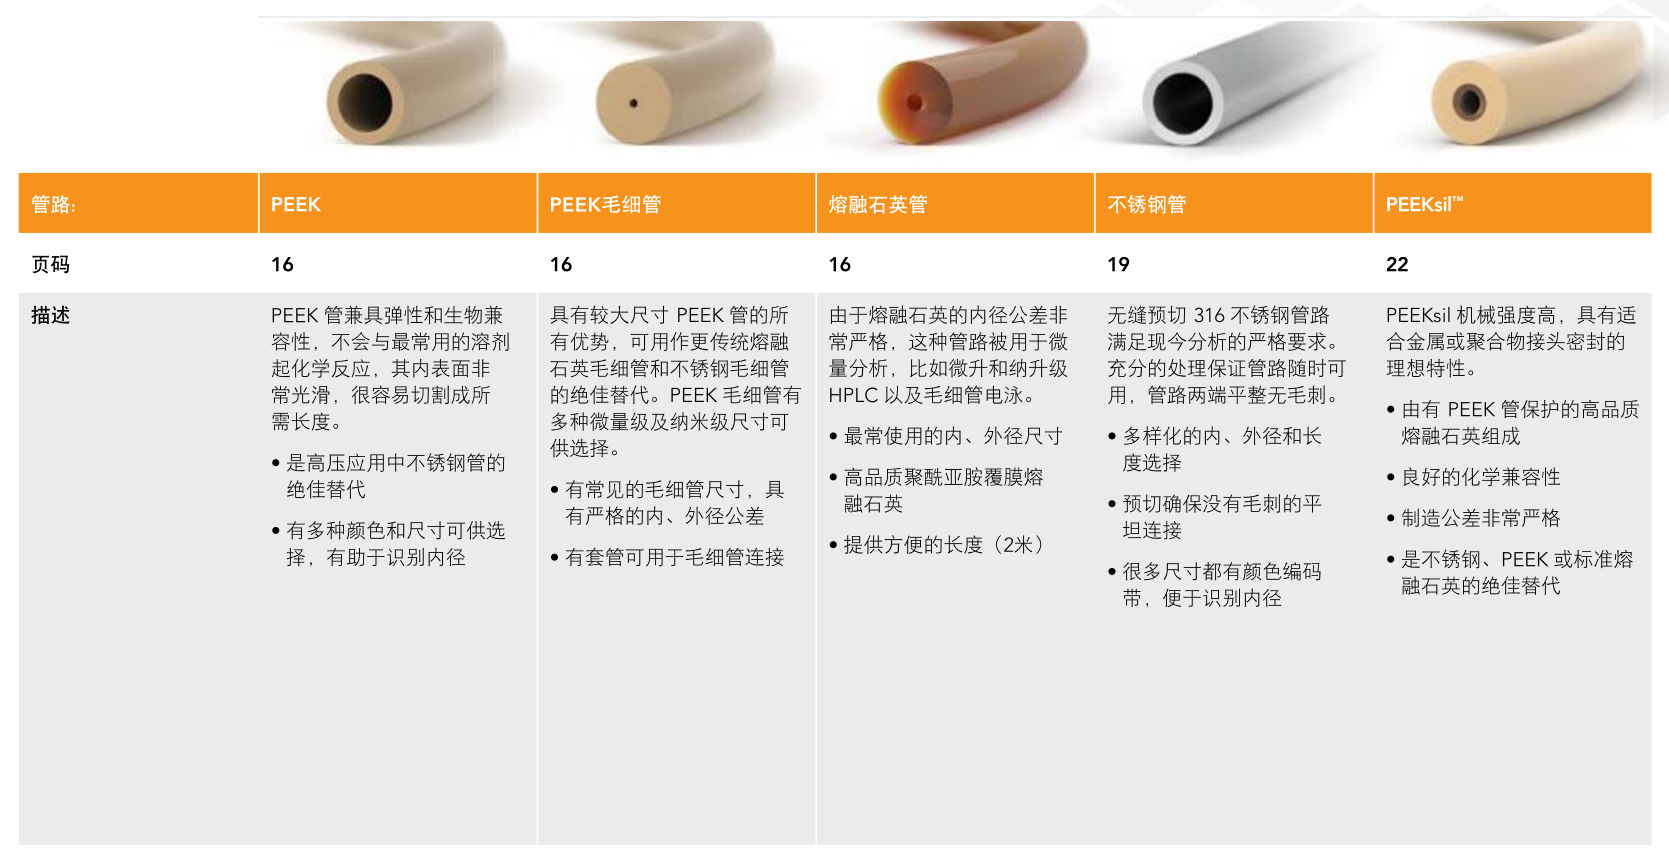 管路:
PEEK
PEEK毛细管
熔融石英管
不锈钢管
PEEKsil™
页码
16
16
16
19
22
描述
PEEK 管兼具弹性和生物兼
容性，不会与最常用的溶剂
起化学反应，其内表面非
常光滑，很容易切割成所
需长度。
• 是高压应用中不锈钢管的
绝佳替代
• 有多种颜色和尺寸可供选
择，有助于识别内径
具有较大尺寸 PEEK 管的所
有优势，可用作更传统熔融
石英毛细管和不锈钢毛细管
的绝佳替代。PEEK 毛细管有
多种微量级及纳米级尺寸可
供选择。
• 有常见的毛细管尺寸，具
有严格的内、外径公差
• 有套管可用于毛细管连接
由于熔融石英的内径公差非
常严格，这种管路被用于微
量分析，比如微升和纳升级
HPLC 以及毛细管电泳。
• 最常使用的内、外径尺寸
• 高品质聚酰亚胺覆膜熔
融石英
• 提供方便的长度（2米）
无缝预切 316 不锈钢管路
满足现今分析的严格要求。
充分的处理保证管路随时可
用，管路两端平整无毛刺。
• 多样化的内、外径和长
度选择
• 预切确保没有毛刺的平
坦连接
• 很多尺寸都有颜色编码
带，便于识别内径
PEEKsil 机械强度高，具有适
合金属或聚合物接头密封的
理想特性。
• 由有 PEEK 管保护的高品质
熔融石英组成
• 良好的化学兼容性
• 制造公差非常严格
• 是不锈钢、PEEK 或标准熔
融石英的绝佳替代